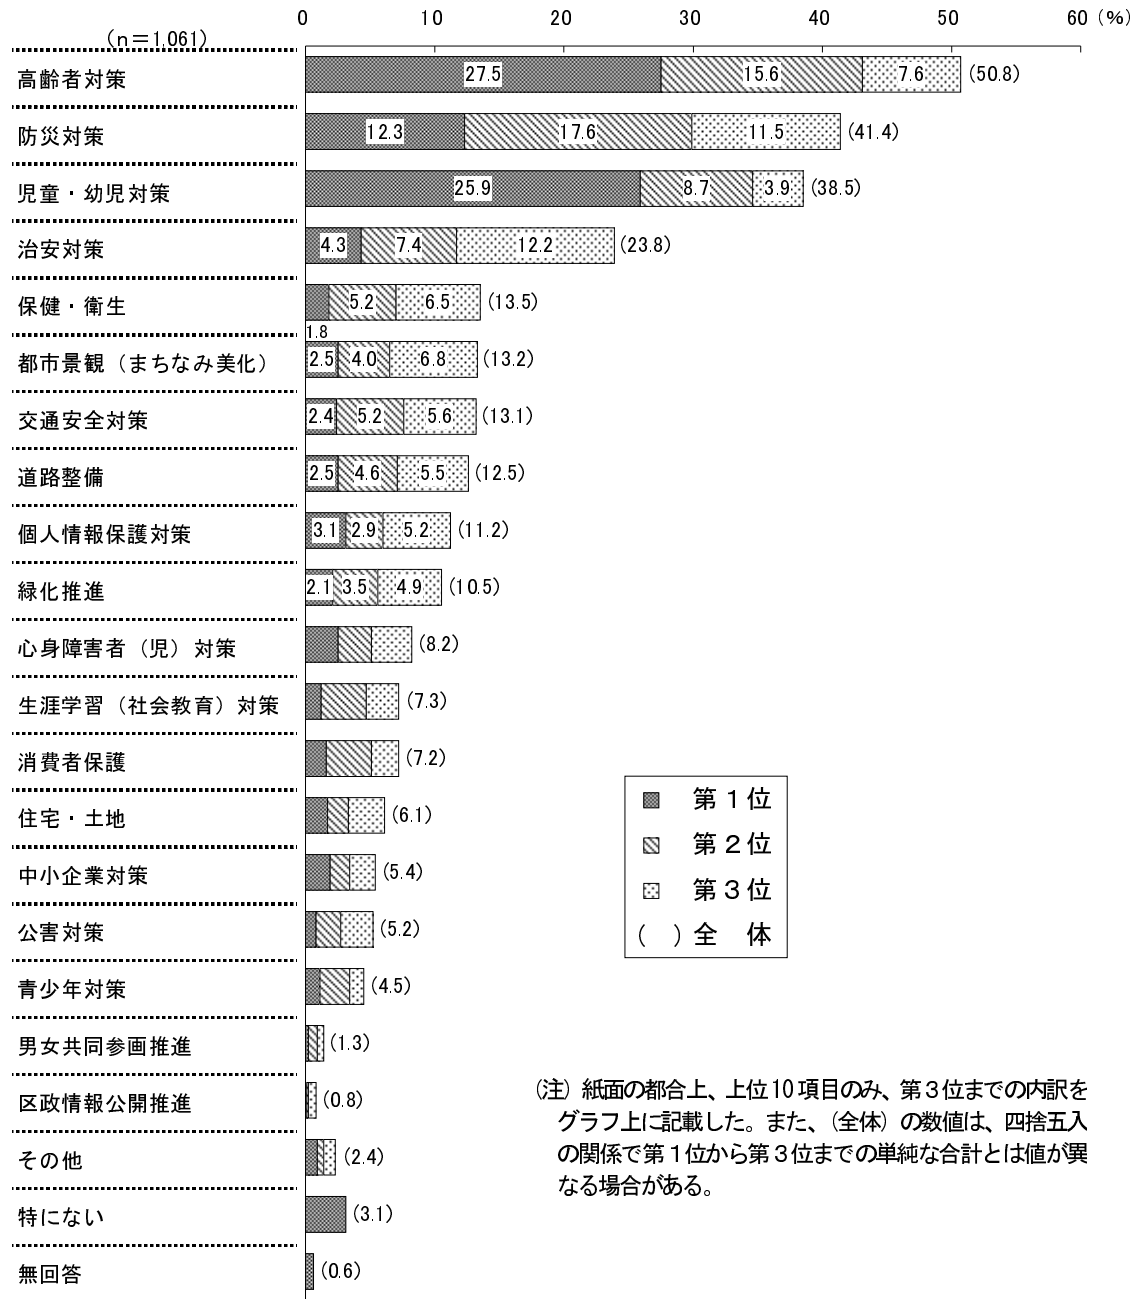 0 10 20 30 40 50 60 (%)
(n＝1,061)
高齢者対策 27.5 15.6 7.6 (50.8)
防災対策 12.3 17.6 11.5 (41.4)
児童・幼児対策 25.9 8.7 3.9 (38.5)
治安対策 4.3 7.4 12.2 (23.8)
保健・衛生 5.2 6.5 (13.5)
1.8
都市景観（まちなみ美化） 2.5 4.0 6.8 (13.2)
交通安全対策 2.4 5.2 5.6 (13.1)
道路整備 2.5 4.6 5.5 (12.5)
個人情報保護対策 3.1 2.9 5.2 (11.2)
緑化推進 2.1 3.5 4.9 (10.5)
心身障害者（児）対策 (8.2)
生涯学習（社会教育）対策 (7.3)
消費者保護 (7.2)
住宅・土地 (6.1)
中小企業対策 (5.4)
公害対策 (5.2)
青少年対策 (4.5)
男女共同参画推進 (1.3)
区政情報公開推進 (0.8)
その他 (2.4)
特にない (3.1)
無回答 (0.6)
第１位
第２位
第３位
(　) 全　体
(注) 紙面の都合上、上位10項目のみ、第３位までの内訳を
グラフ上に記載した。また、(全体) の数値は、四捨五入
の関係で第１位から第３位までの単純な合計とは値が異
なる場合がある。